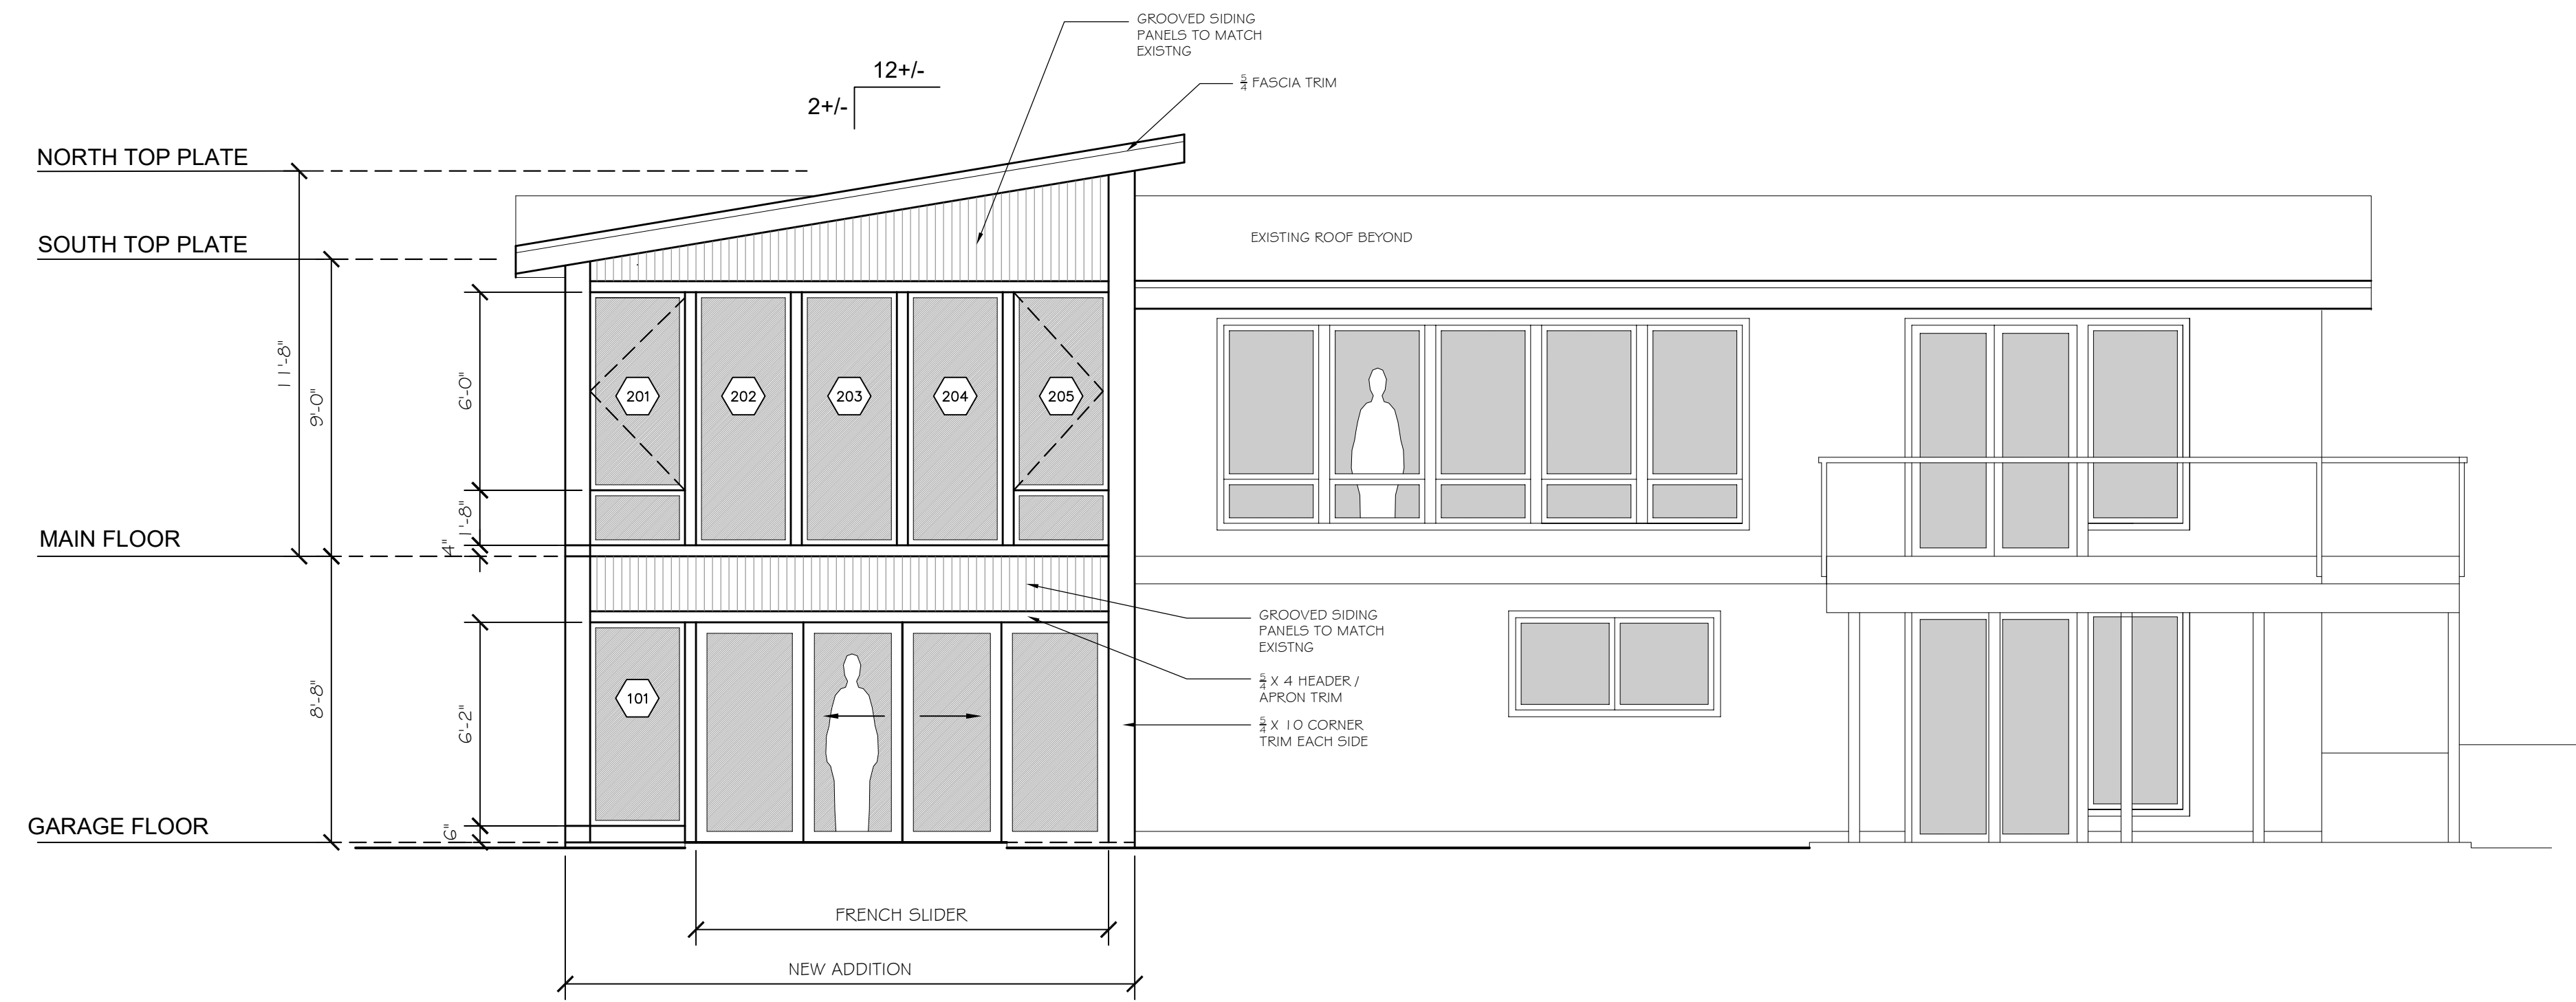 GROOVED SIDING
PANELS TO MATCH
EXISTNG
12+/-
2+/-
5/4 FASCIA TRIM
NORTH TOP PLATE
SOUTH TOP PLATE
EXISTING ROOF BEYOND
11'-8"
9'-0"
6'-0"
201
202
203
204
205
1'-8"
MAIN FLOOR
4"
GROOVED SIDING
PANELS TO MATCH
EXISTNG
5/4 X 4 HEADER /
APRON TRIM
5/4 X 10 CORNER
TRIM EACH SIDE
8'-8"
6'-2"
101
GARAGE FLOOR
6"
FRENCH SLIDER
NEW ADDITION